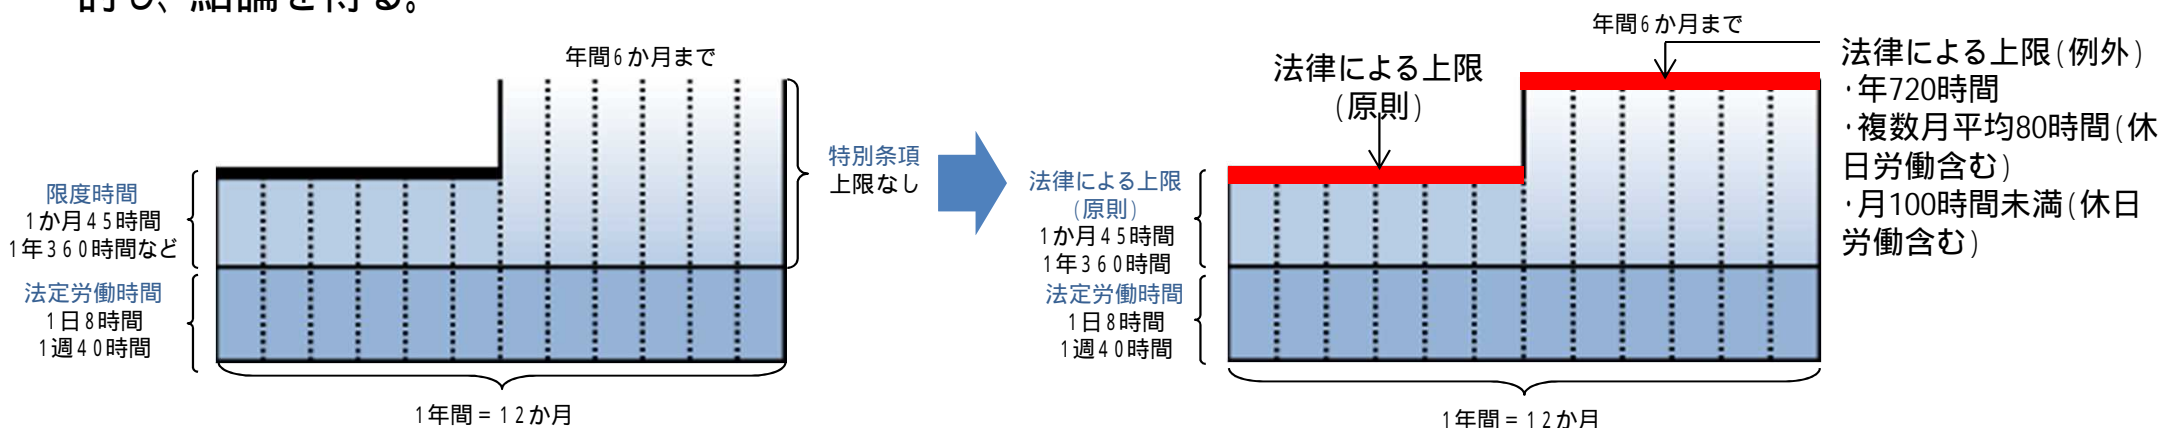 的し、結論を得る。
年間6か月まで
限度時間
1か月45時間
1年360時間など
法定労働時間
1日8時間
1週40時間
特別条項
上限なし
1年間＝12か月
年間6か月まで
法律による上限
(原則)
法律による上限
(原則)
1か月45時間
1年360時間
法定労働時間
1日8時間
1週40時間
1年間＝12か月
法律による上限(例外)
・年720時間
・複数月平均80時間(休
日労働含む)
・月100時間未満(休日
労働含む)